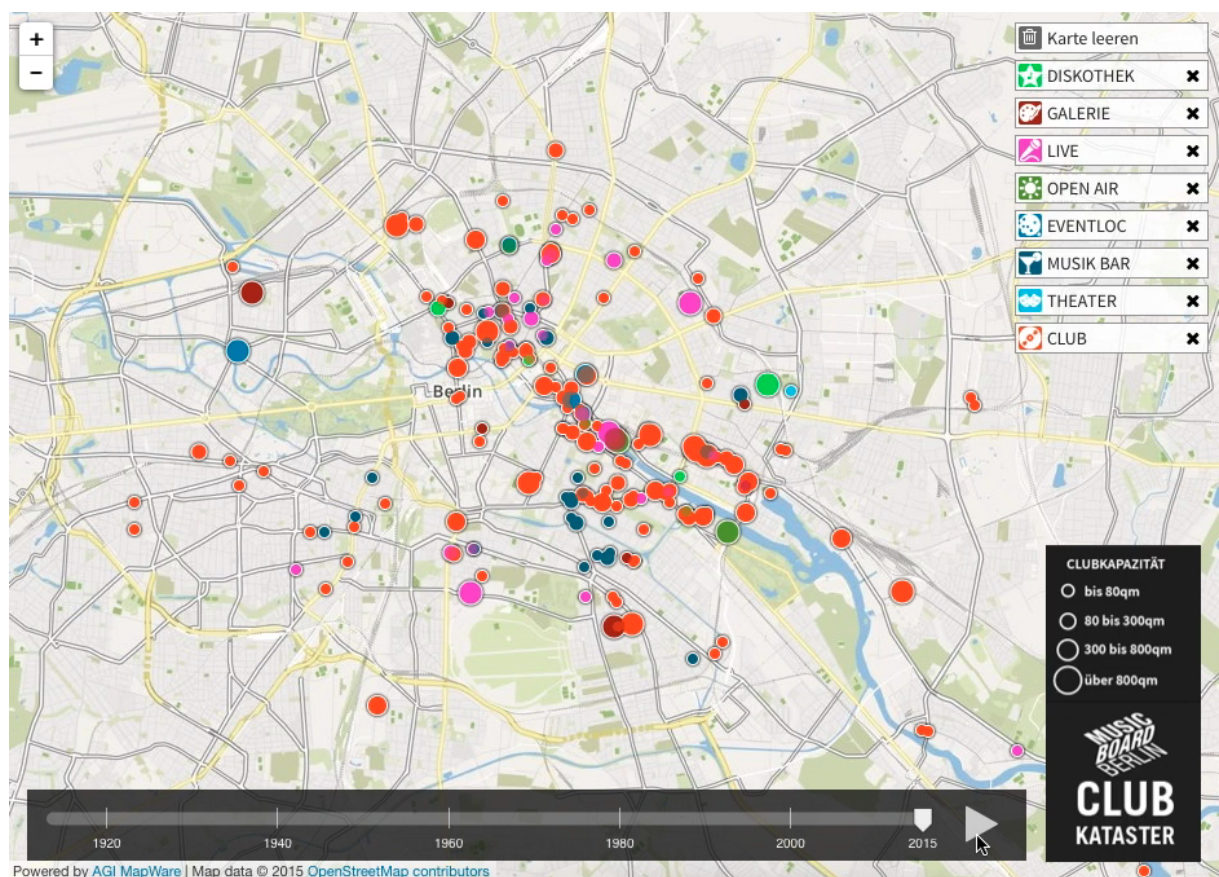 +
−
Karte leeren
DISKOTHEK ✖
GALERIE ✖
LIVE ✖
OPEN AIR ✖
EVENTLOC ✖
MUSIK BAR ✖
THEATER ✖
CLUB ✖
Berlin
CLUBKAPAZITÄT
bis 80qm
80 bis 300qm
300 bis 800qm
über 800qm
MUSIC
BOARD
BERLIN
CLUB
KATASTER
1920 1940 1960 1980 2000 2015
Powered by AGI MapWare | Map data © 2015 OpenStreetMap contributors